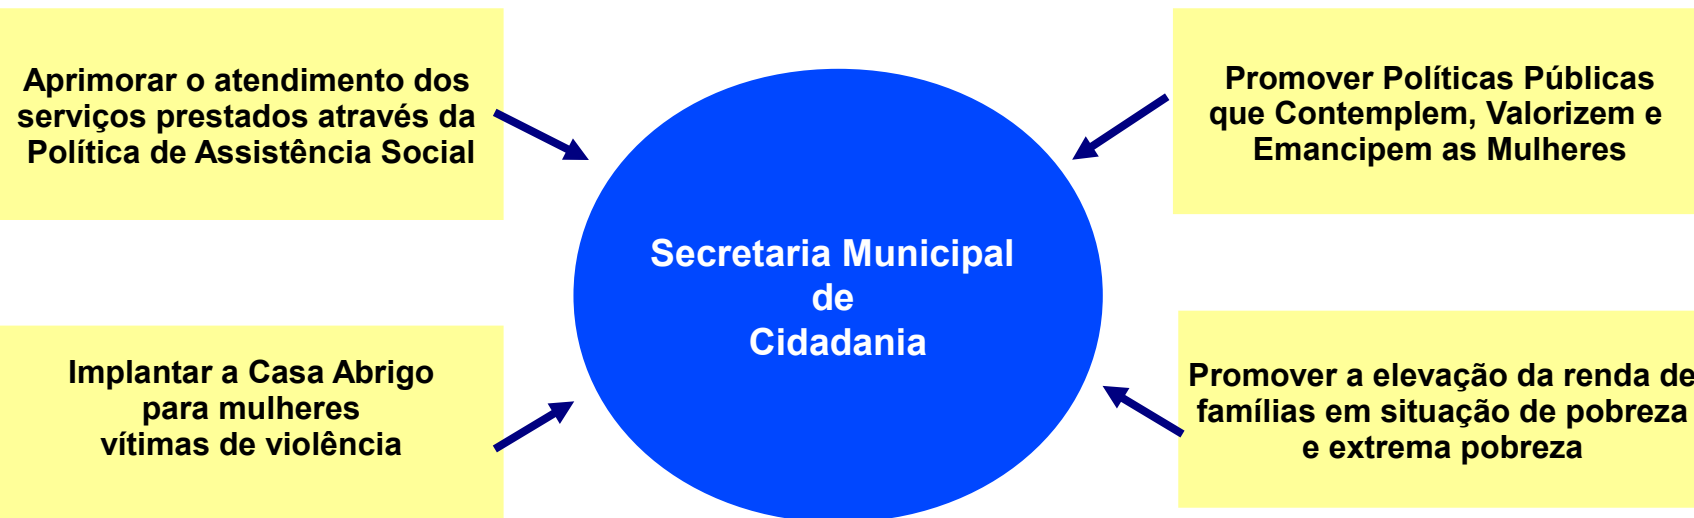 Aprimorar o atendimento dos
serviços prestados através da
Política de Assistência Social
Promover Políticas Públicas
que Contemplem, Valorizem e
Emancipem as Mulheres
Secretaria Municipal
de
Cidadania
Implantar a Casa Abrigo
para mulheres
vítimas de violência
Promover a elevação da renda de
famílias em situação de pobreza
e extrema pobreza